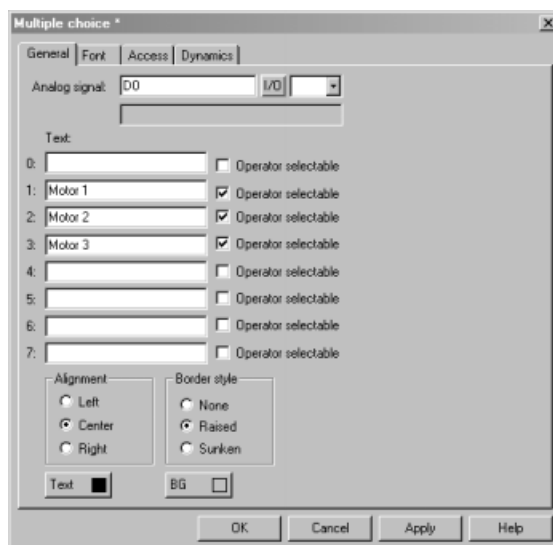 Multiple choice *
General Font Access Dynamics
Analog signal: D0 I/O
Text:
0: Operator selectable
1: Motor 1 Operator selectable
2: Motor 2 Operator selectable
3: Motor 3 Operator selectable
4: Operator selectable
5: Operator selectable
6: Operator selectable
7: Operator selectable
Alignment Border style
Left None
Center Raised
Right Sunken
Text BG
OK Cancel Apply Help